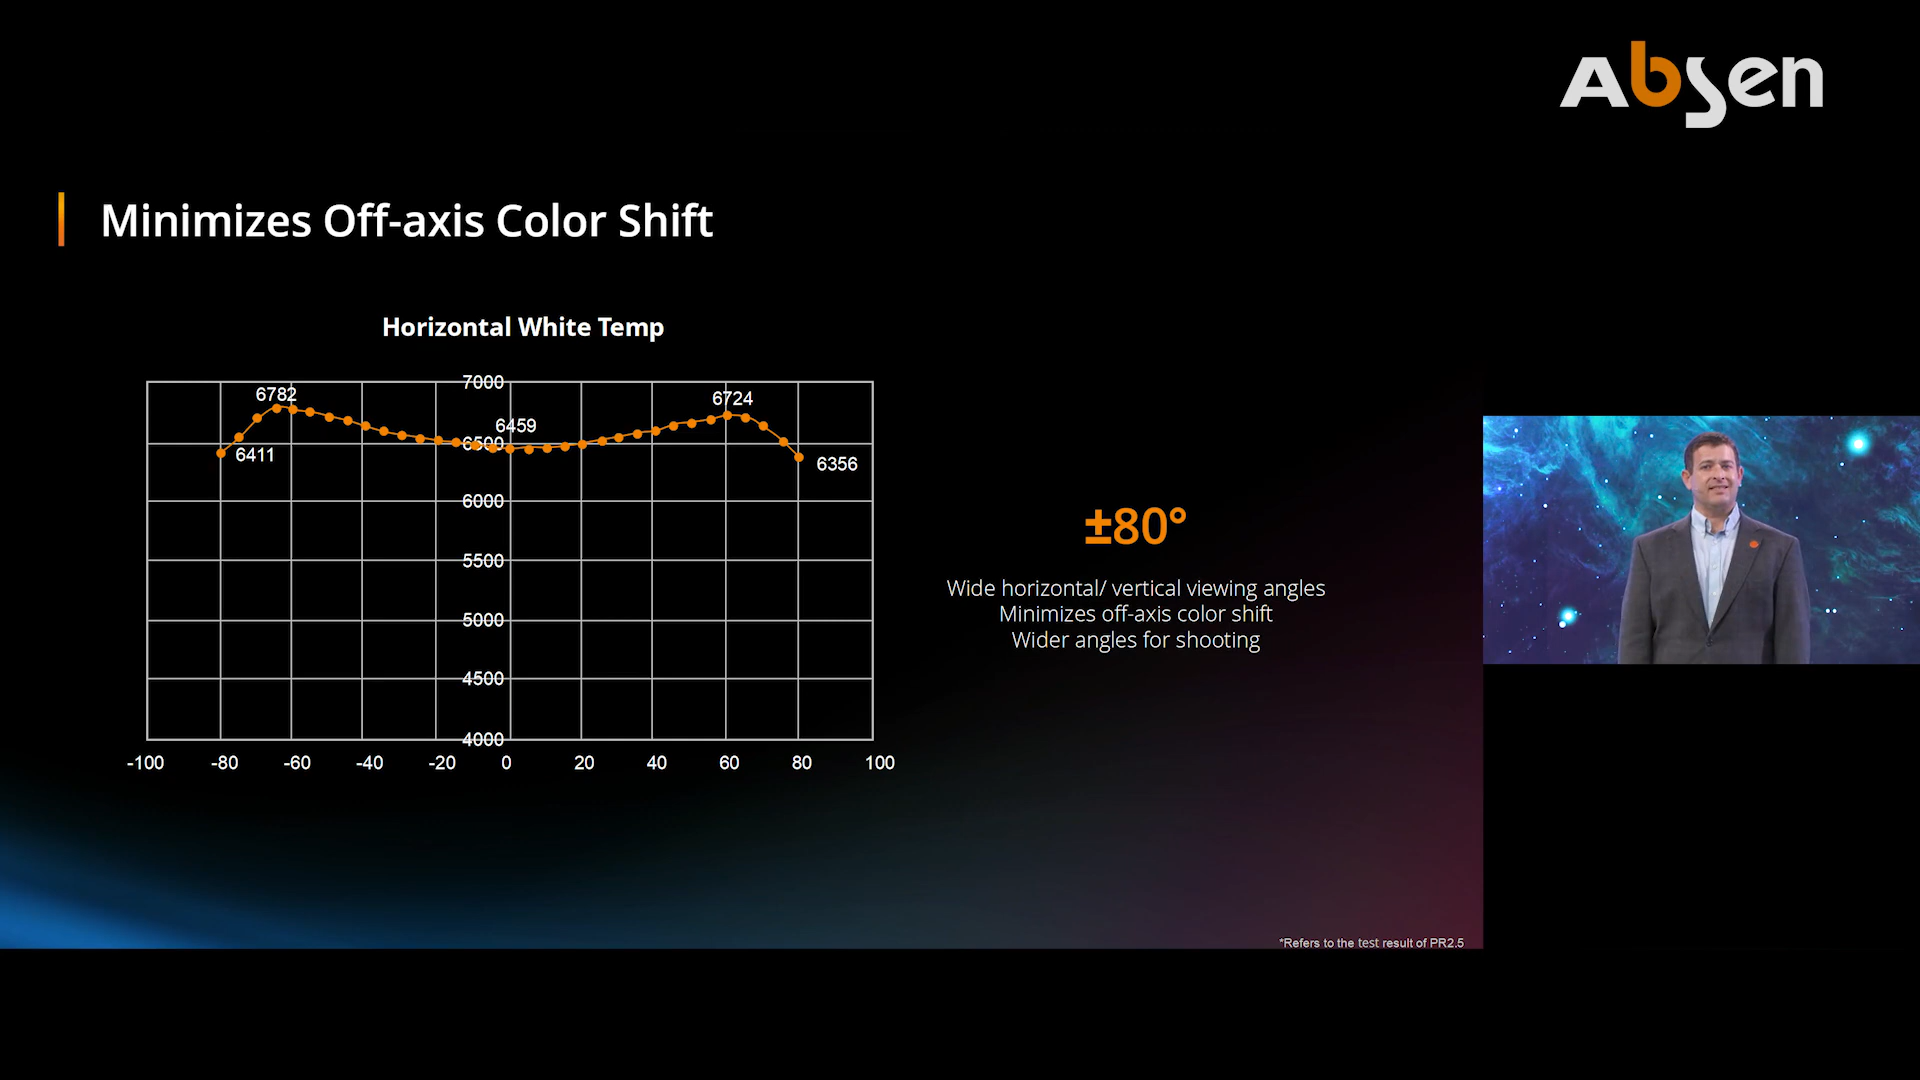 Absen
Minimizes Off-axis Color Shift
Horizontal White Temp
7000
6782
6724
6459
6500
6411
6356
6000
5500
5000
4500
4000
-100 -80 -60 -40 -20 0 20 40 60 80 100
±80°
Wide horizontal/ vertical viewing angles
Minimizes off-axis color shift
Wider angles for shooting
*Refers to the test result of PR2.5